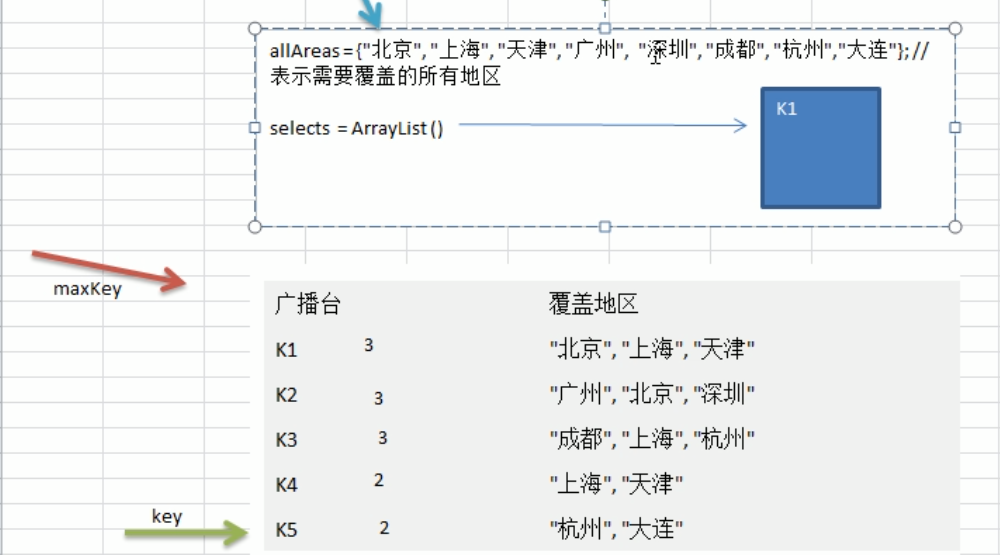 allAreas={"北京","上海","天津","广州", "深圳","成都","杭州","大连"};//
表示需要覆盖的所有地区
K1
selects = ArrayList()
maxKey
广播台 覆盖地区
K1 3 "北京","上海","天津"
K2 3 "广州","北京","深圳"
K3 3 "成都","上海","杭州"
K4 2 "上海","天津"
key
K5 2 "杭州","大连"